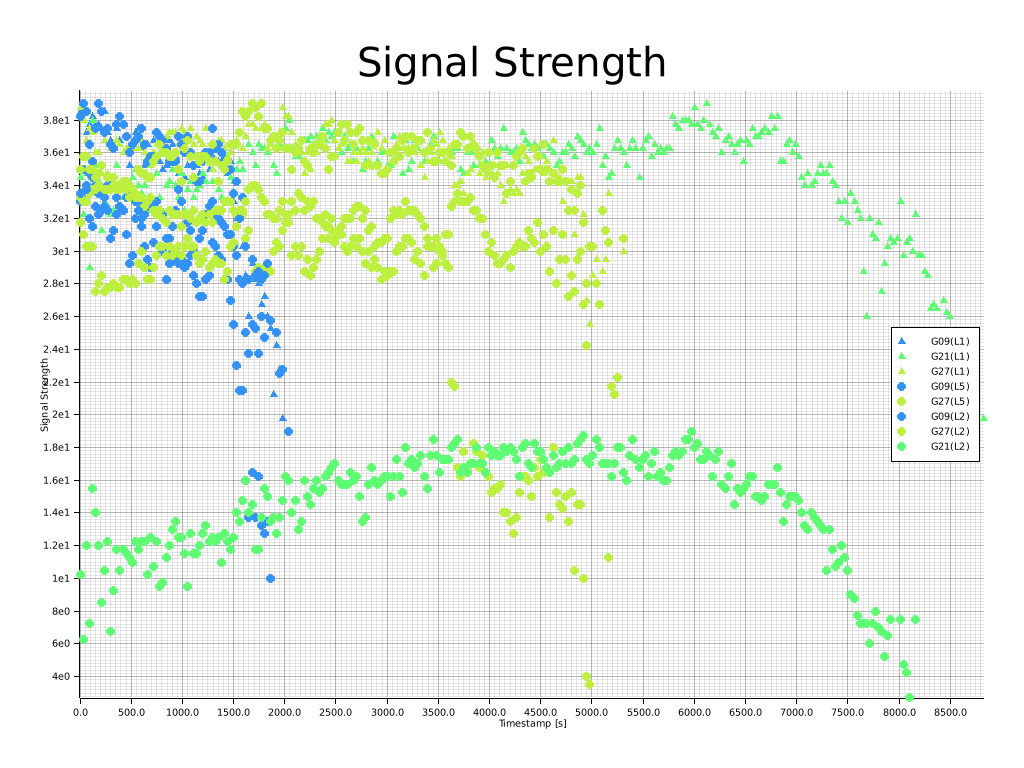 Signal Strength
3.8e1
3.6e1
3.4e1
3.2e1
3e1
2.8e1
2.6e1
2.4e1
2.2e1
2e1
1.8e1
1.6e1
1.4e1
1.2e1
1e1
8e0
6e0
4e0
Signal Strength
0.0 500.0 1000.0 1500.0 2000.0 2500.0 3000.0 3500.0 4000.0 4500.0 5000.0 5500.0 6000.0 6500.0 7000.0 7500.0 8000.0 8500.0
Timestamp [s]
G09(L1)
G21(L1)
G27(L1)
G09(L5)
G27(L5)
G09(L2)
G27(L2)
G21(L2)